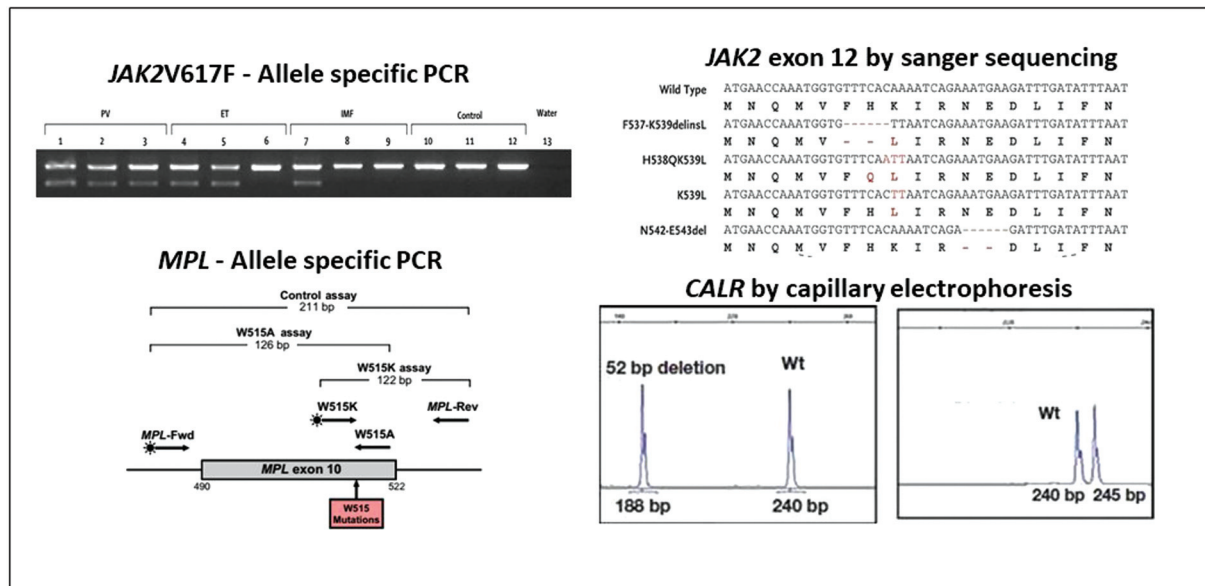 JAK2V617F - Allele specific PCR
PV ET IMF Control Water
1 2 3 4 5 6 7 8 9 10 11 12 13
MPL - Allele specific PCR
Control assay
211 bp
W515A assay
126 bp
W515K assay
122 bp
W515K MPL-Rev
MPL-Fwd W515A
MPL exon 10
490 522
W515
Mutations
JAK2 exon 12 by sanger sequencing
Wild Type ATGAACCAAATGGTGTTTCACAAAATCAGAAATGAAGATTTGATATTTAAT
M N Q M V F H K I R N E D L I F N
F537-K539delinsL ATGAACCAAATGGTG------TTAATCAGAAATGAAGATTTGATATTTAAT
M N Q M V - - L I R N E D L I F N
H538QK539L ATGAACCAAATGGTGTTTCAATTAATCAGAAATGAAGATTTGATATTTAAT
M N Q M V F Q L I R N E D L I F N
K539L ATGAACCAAATGGTGTTTCACTTAATCAGAAATGAAGATTTGATATTTAAT
M N Q M V F H L I R N E D L I F N
N542-E543del ATGAACCAAATGGTGTTTCACAAAATCAGA------GATTTGATATTTAAT
M N Q M V F H K I R - - D L I F N
CALR by capillary electrophoresis
52 bp deletion Wt
188 bp 240 bp
Wt
240 bp 245 bp